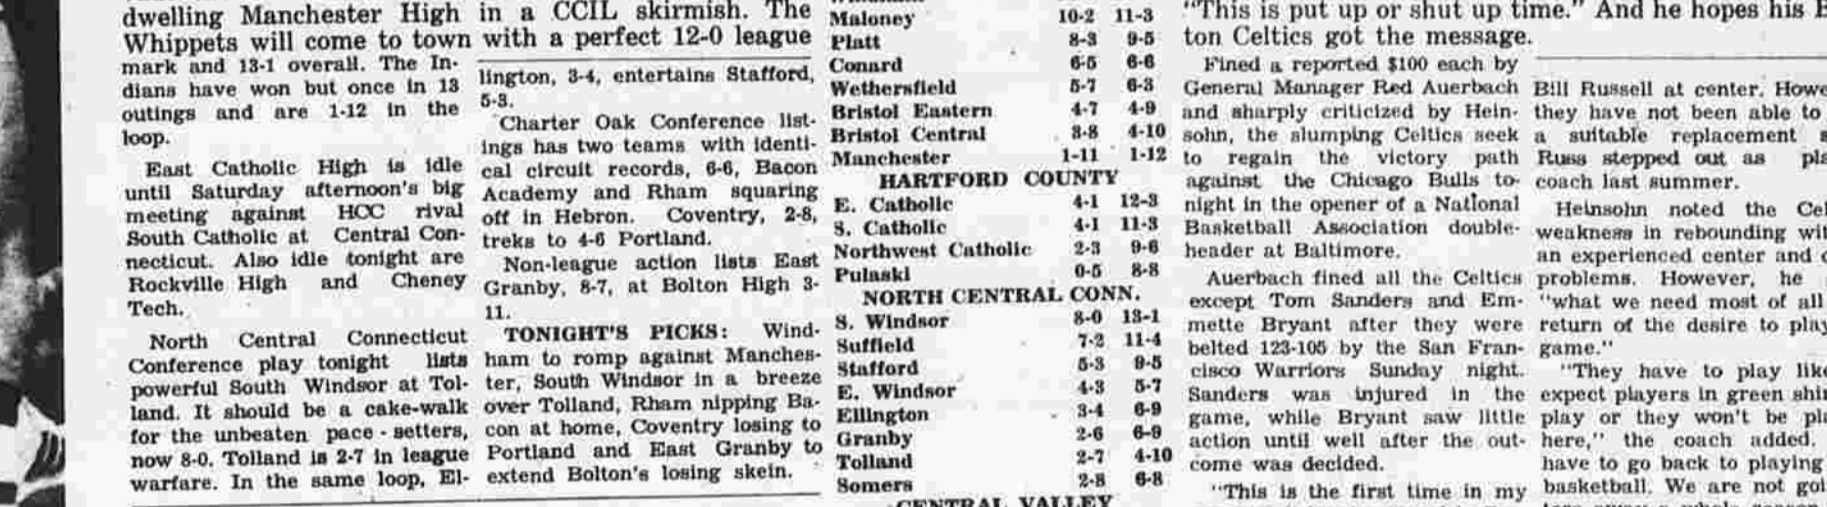 dwelling Manchester High in a CCIL skirmish. The
Whippets will come to town with a perfect 12-0 league
mark and 13-1 overall. The In-
dians have won but once in 13
outings and are 1-12 in the
loop.
East Catholic High is idle
until Saturday afternoon's big
meeting against HCC rival
South Catholic at Central Con-
necticut. Also idle tonight are
Rockville High and Cheney
Tech.
North Central Connecticut
Conference play tonight lists
powerful South Windsor at Tol-
land. It should be a cake-walk
for the unbeaten pace-setters,
now 8-0. Tolland is 2-7 in league
warfare. In the same loop, El-
lington, 3-4, entertains Stafford,
5-3.
Charter Oak Conference list-
ings has two teams with identi-
cal circuit records, 6-6, Bacon
Academy and Rham squaring
off in Hebron. Coventry, 2-8,
treks to 4-6 Portland.
Non-league action lists East
Granby, 8-7, at Bolton High 3-
11.
TONIGHT'S PICKS: Wind-
ham to romp against Manches-
ter, South Windsor in a breeze
over Tolland, Rham nipping Ba-
con at home, Coventry losing to
Portland and East Granby to
extend Bolton's losing skein.
Maloney 10-2 11-3
Platt 8-3 9-5
Conard 6-5 6-6
Wethersfield 5-7 6-3
Bristol Eastern 4-7 4-9
Bristol Central 3-8 4-10
Manchester 1-11 1-12
HARTFORD COUNTY
E. Catholic 4-1 12-3
S. Catholic 4-1 11-3
Northwest Catholic 2-3 9-6
Pulaski 0-5 8-8
NORTH CENTRAL CONN.
S. Windsor 8-0 13-1
Suffield 7-2 11-4
Stafford 5-3 9-5
E. Windsor 4-3 5-7
Ellington 3-4 6-9
Granby 2-6 6-9
Tolland 2-7 4-10
Somers 2-8 6-8
CENTRAL VALLEY
"This is put up or shut up time." And he hopes his
ton Celtics got the message.
Fined a reported $100 each by
General Manager Red Auerbach
and sharply criticized by Hein-
sohn, the slumping Celtics seek
to regain the victory path
against the Chicago Bulls to-
night in the opener of a National
Basketball Association double-
header at Baltimore.
Auerbach fined all the Celtics
except Tom Sanders and Em-
mette Bryant after they were
belted 123-105 by the San Fran-
cisco Warriors Sunday night.
Sanders was injured in the
game, while Bryant saw little
action until well after the out-
come was decided.
"This is the first time in my
Bill Russell at center. Howe
they have not been able to
a suitable replacement
Russ stepped out as
coach last summer.
Heinsohn noted the Cel
weakness in rebounding wit
an experienced center and
problems. However, he
"what we need most of all
return of the desire to play
game."
"They have to play like
expect players in green shi
play or they won't be pla
here," the coach added.
have to go back to playing
basketball. We are not goi